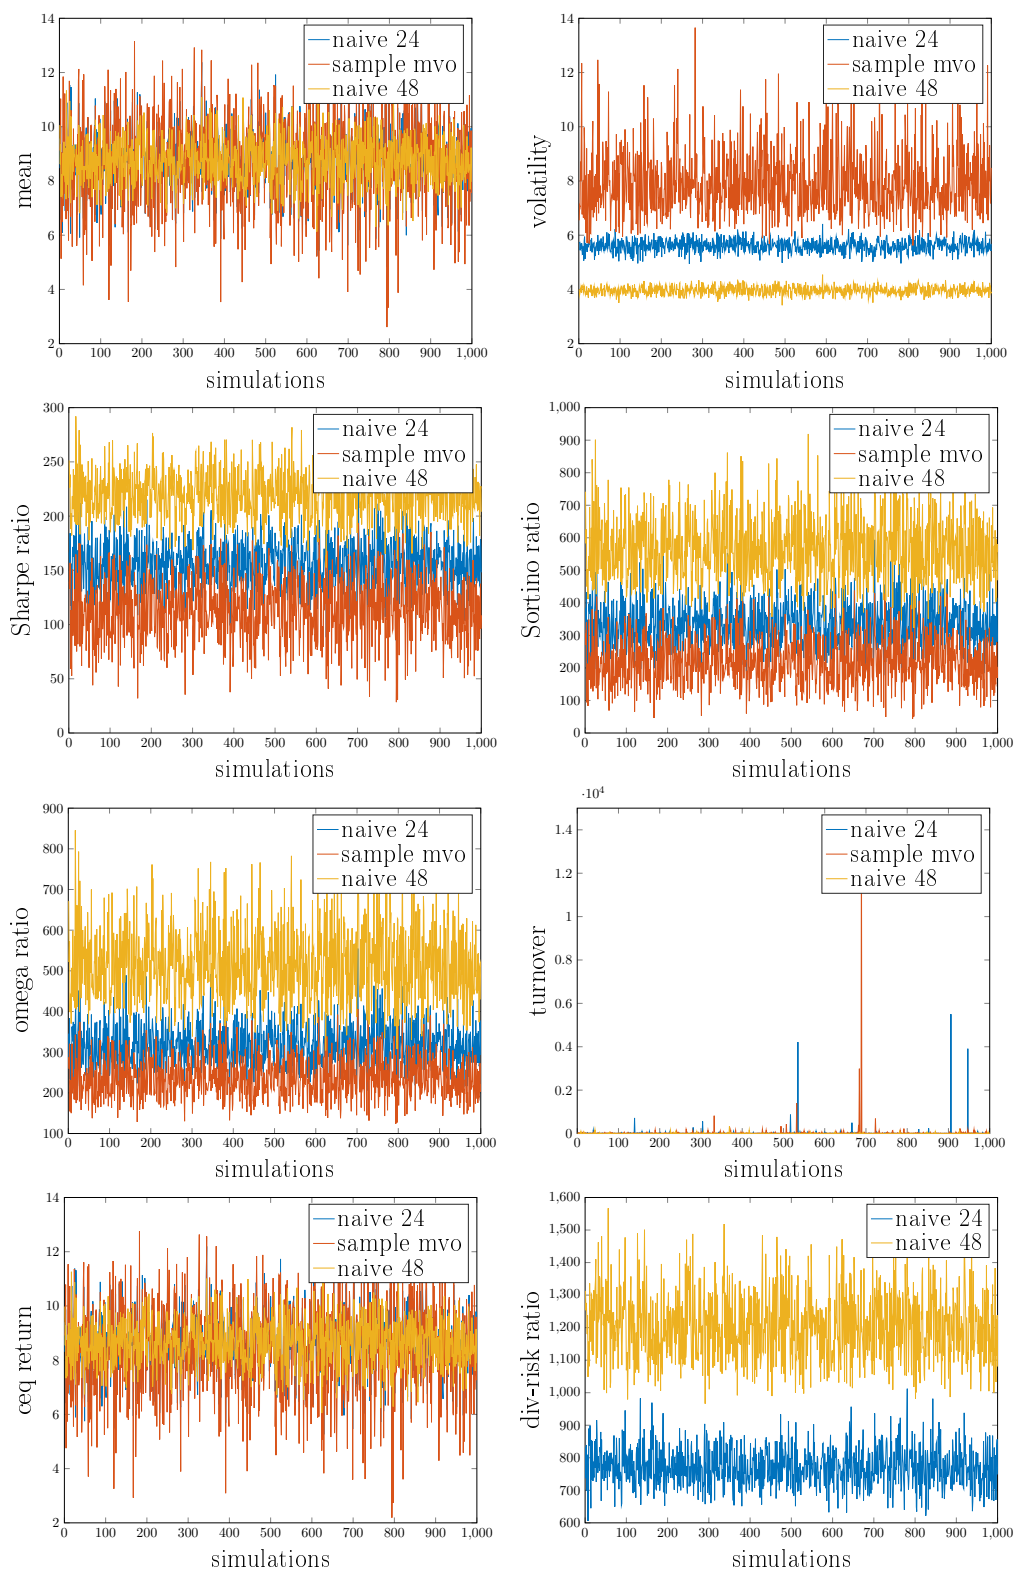 14
12
10
8
6
4
2
mean
naive 24
sample mvo
naive 48
0 100 200 300 400 500 600 700 800 900 1,000
simulations
14
12
10
8
6
4
2
volatility
naive 24
sample mvo
naive 48
0 100 200 300 400 500 600 700 800 900 1,000
simulations
300
250
200
150
100
50
0
Sharpe ratio
naive 24
sample mvo
naive 48
0 100 200 300 400 500 600 700 800 900 1,000
simulations
1,000
900
800
700
600
500
400
300
200
100
0
Sortino ratio
naive 24
sample mvo
naive 48
0 100 200 300 400 500 600 700 800 900 1,000
simulations
900
800
700
600
500
400
300
200
100
omega ratio
naive 24
sample mvo
naive 48
0 100 200 300 400 500 600 700 800 900 1,000
simulations
·10⁴
1.4
1.2
1
0.8
0.6
0.4
0.2
0
turnover
naive 24
sample mvo
naive 48
0 100 200 300 400 500 600 700 800 900 1,000
simulations
14
12
10
8
6
4
2
ceq return
naive 24
sample mvo
naive 48
0 100 200 300 400 500 600 700 800 900 1,000
simulations
1,600
1,500
1,400
1,300
1,200
1,100
1,000
900
800
700
600
div-risk ratio
naive 24
naive 48
0 100 200 300 400 500 600 700 800 900 1,000
simulations